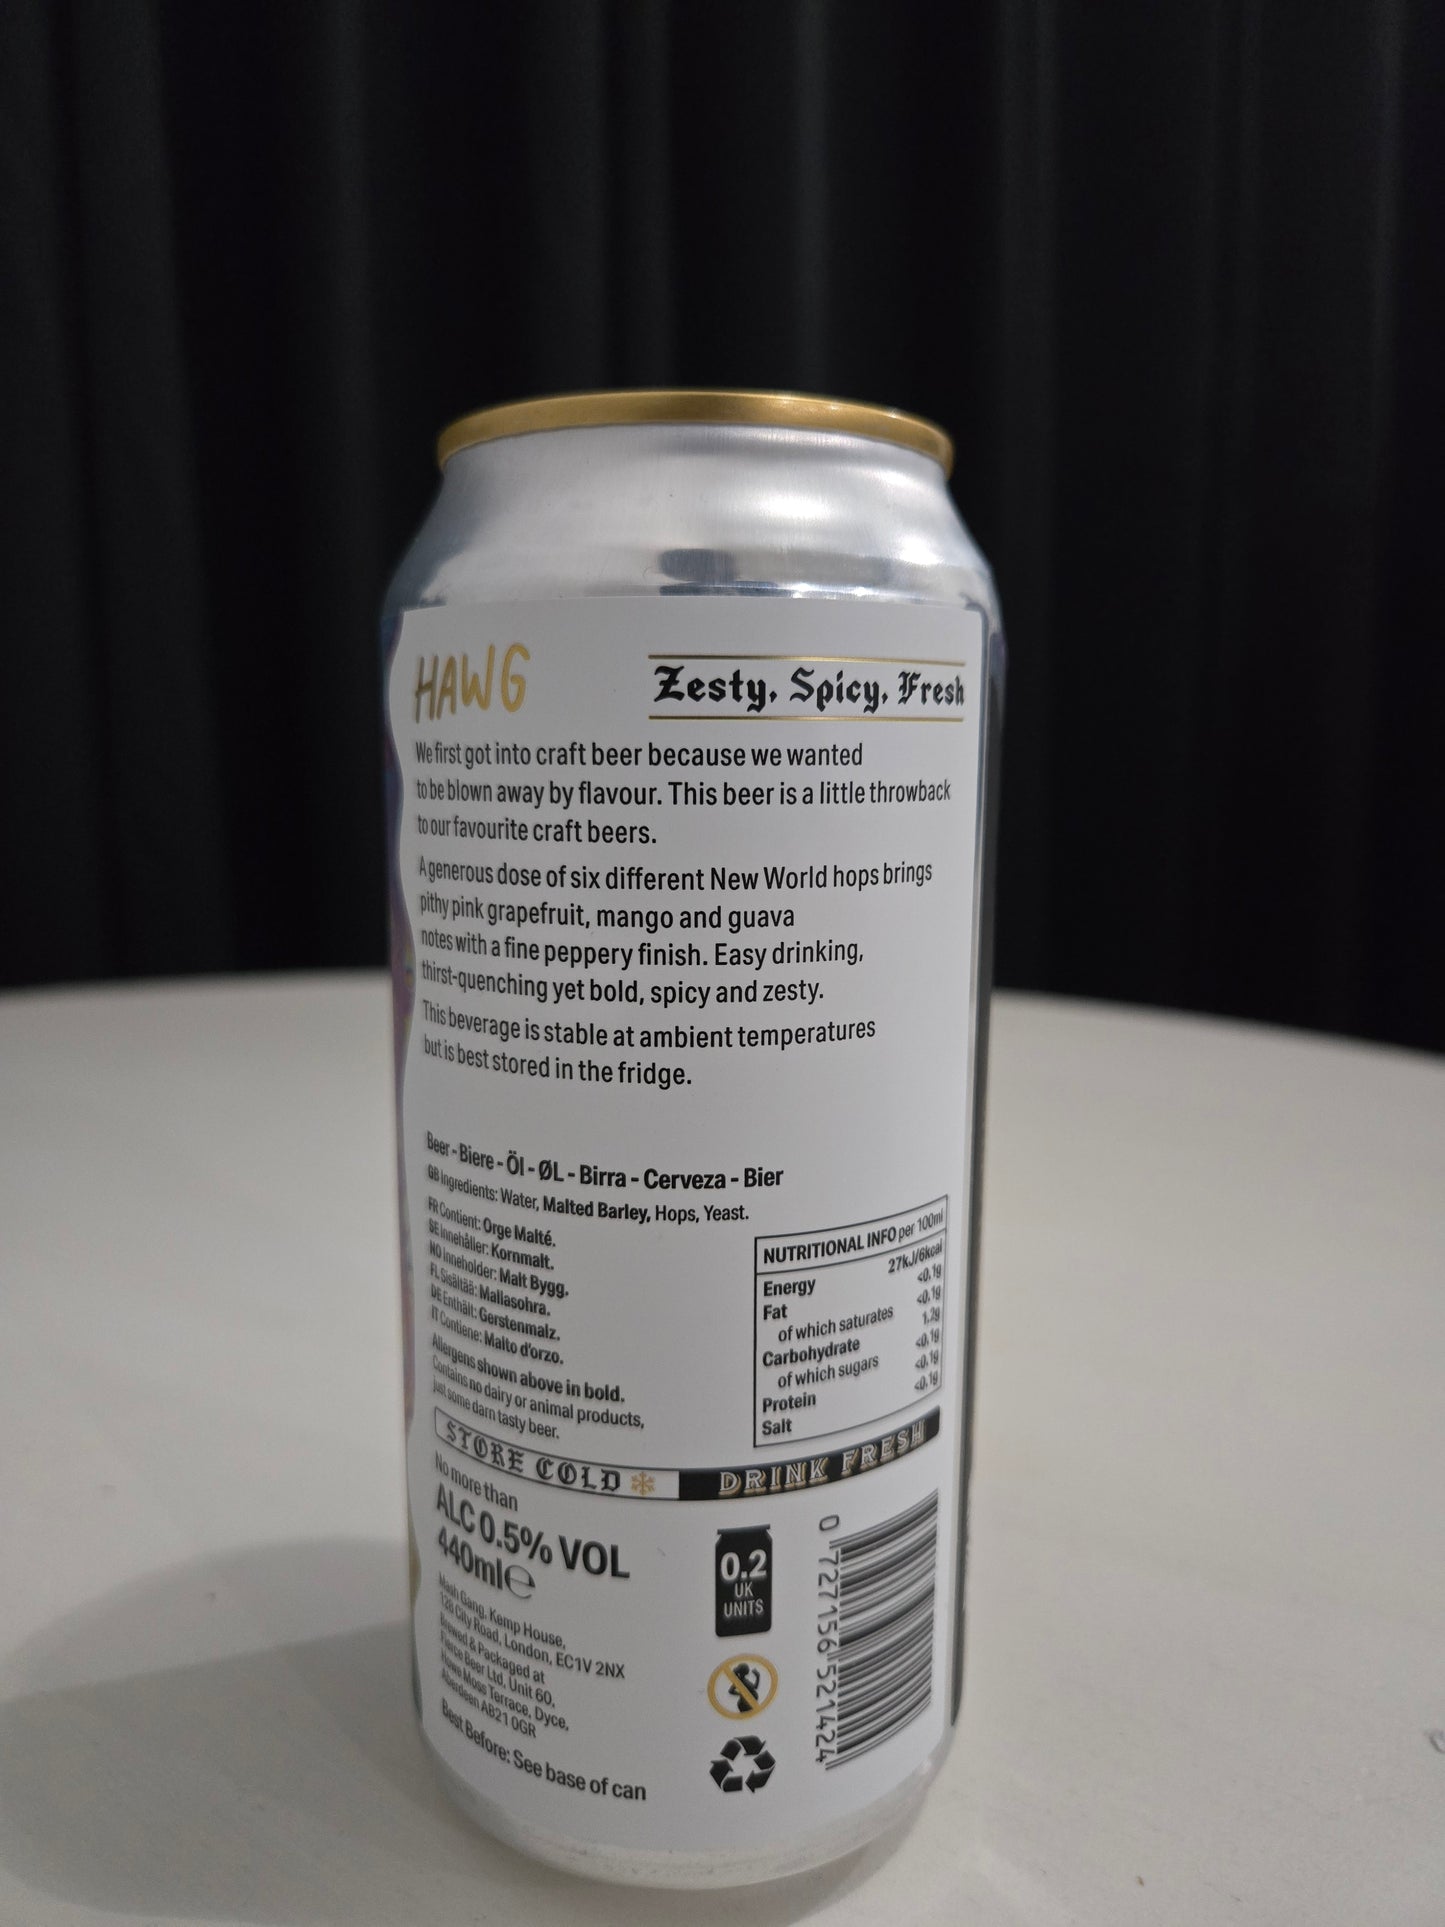 HAWG
Zesty, Spicy, Fresh
We first got into craft beer because we wanted
to be blown away by flavour. This beer is a little throwback
to our favourite craft beers.
A generous dose of six different New World hops brings
pithy pink grapefruit, mango and guava
notes with a fine peppery finish. Easy drinking,
thirst-quenching yet bold, spicy and zesty.
This beverage is stable at ambient temperatures
but is best stored in the fridge.
Beer - Biere - Öl - ØL - Birra - Cerveza - Bier
GB Ingredients: Water, Malted Barley, Hops, Yeast.
FR Contient: Orge Malté.
SE Innehåller: Kornmalt.
NO Inneholder: Malt Bygg.
FL Sisältää: Mallasohra.
DE Enthält: Gerstenmalz.
IT Contiene: Malto d'orzo.
Allergens shown above in bold.
Contains no dairy or animal products,
just some darn tasty beer.
NUTRITIONAL INFO per 100ml
Energy 27kJ/6kcal
Fat <0.1g
of which saturates <0.1g
Carbohydrate 1.2g
of which sugars <0.1g
Protein <0.1g
Salt <0.1g
STORE COLD
DRINK FRESH
No more than
ALC 0.5% VOL
440ml℮
Mash Gang, Kemp House,
128 City Road, London, EC1V 2NX
Brewed & Packaged at
Fierce Beer Ltd, Unit 60,
Howe Moss Terrace, Dyce,
Aberdeen AB21 0GR
Best Before: See base of can
0.2
UK
UNITS
0 727156 521424